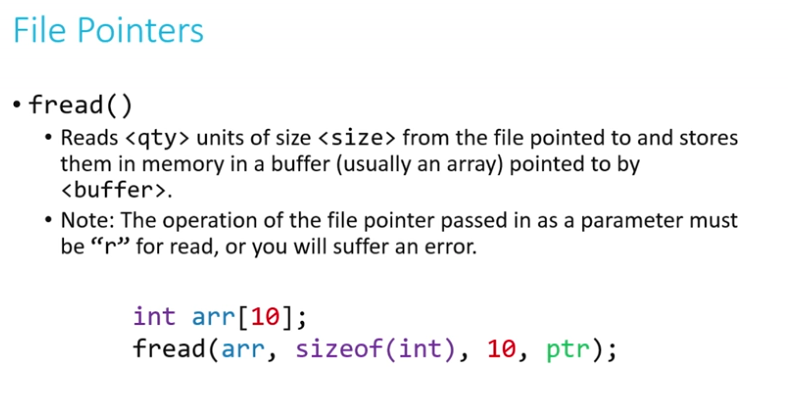 File Pointers
• fread()
• Reads <qty> units of size <size> from the file pointed to and stores
them in memory in a buffer (usually an array) pointed to by
<buffer>.
• Note: The operation of the file pointer passed in as a parameter must
be “r” for read, or you will suffer an error.
int arr[10];
fread(arr, sizeof(int), 10, ptr);